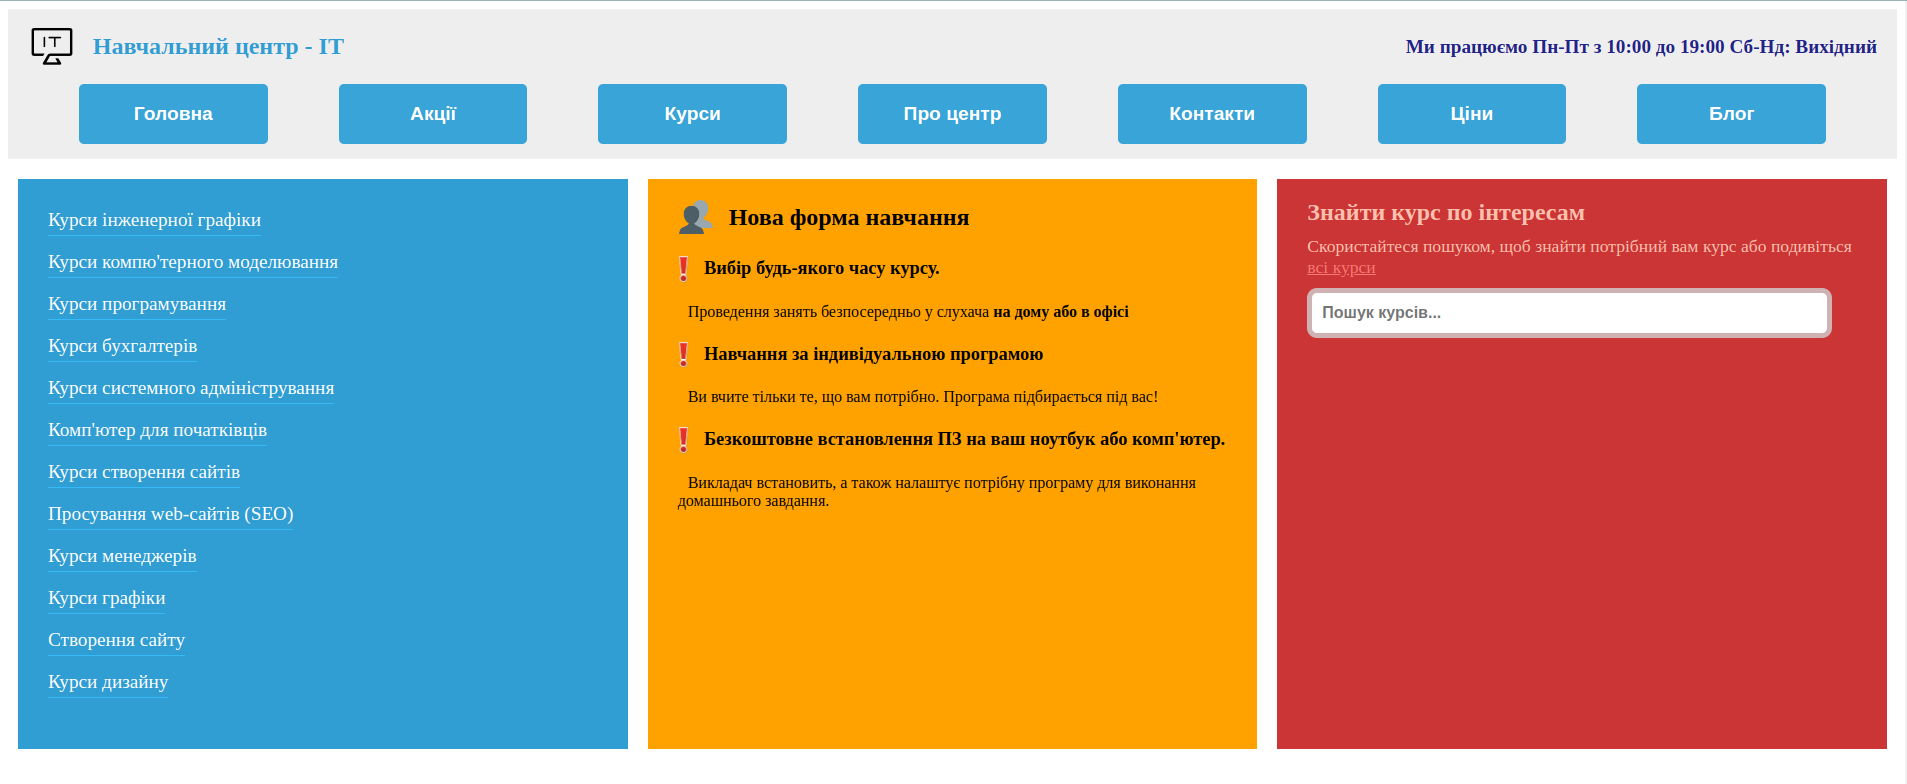 IT
Навчальний центр - IT
Ми працюємо Пн-Пт з 10:00 до 19:00 Сб-Нд: Вихідний
Головна
Акції
Курси
Про центр
Контакти
Ціни
Блог
Курси інженерної графіки
Курси компю'терного моделювання
Курси програмування
Курси бухгалтерів
Курси системного адміністрування
Комп'ютер для початківців
Курси створення сайтів
Просування web-сайтів (SEO)
Курси менеджерів
Курси графіки
Створення сайту
Курси дизайну
Нова форма навчання
Вибір будь-якого часу курсу.
Проведення занять безпосередньо у слухача на дому або в офісі
Навчання за індивідуальною програмою
Ви вчите тільки те, що вам потрібно. Програма підбирається під вас!
Безкоштовне встановлення ПЗ на ваш ноутбук або комп'ютер.
Викладач встановить, а також налаштує потрібну програму для виконання
домашнього завдання.
Знайти курс по інтересам
Скористайтеся пошуком, щоб знайти потрібний вам курс або подивіться
всі курси
Пошук курсів...